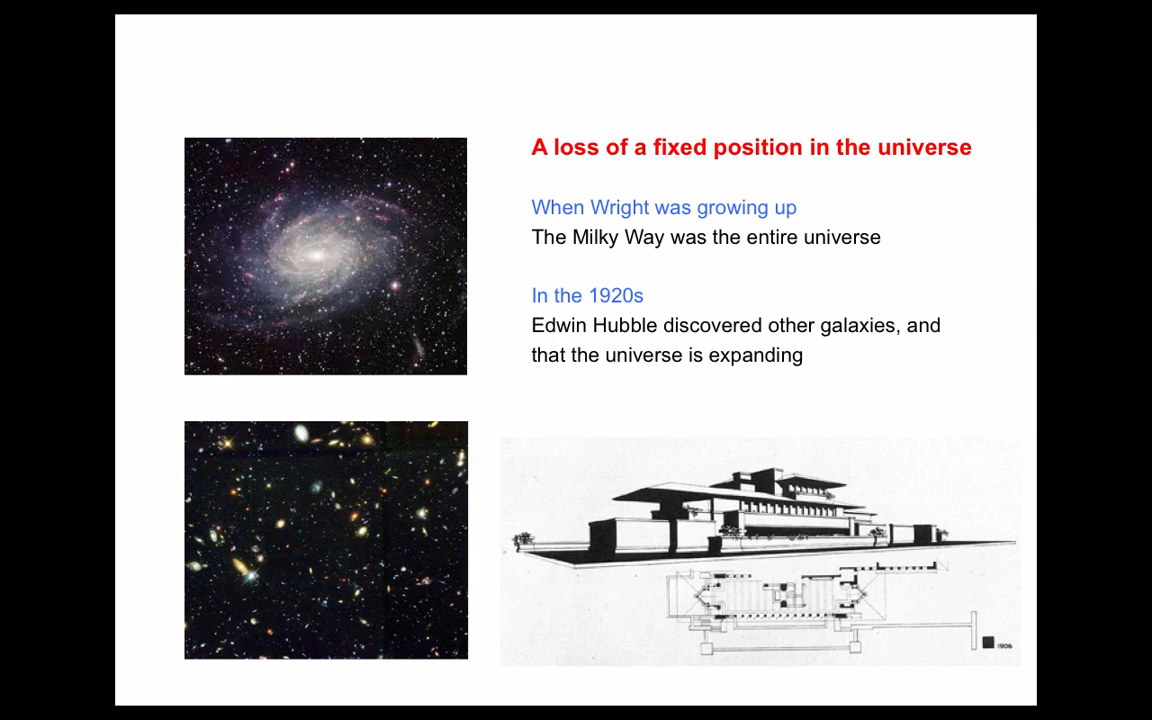 A loss of a fixed position in the universe
When Wright was growing up
The Milky Way was the entire universe
In the 1920s
Edwin Hubble discovered other galaxies, and
that the universe is expanding
1906